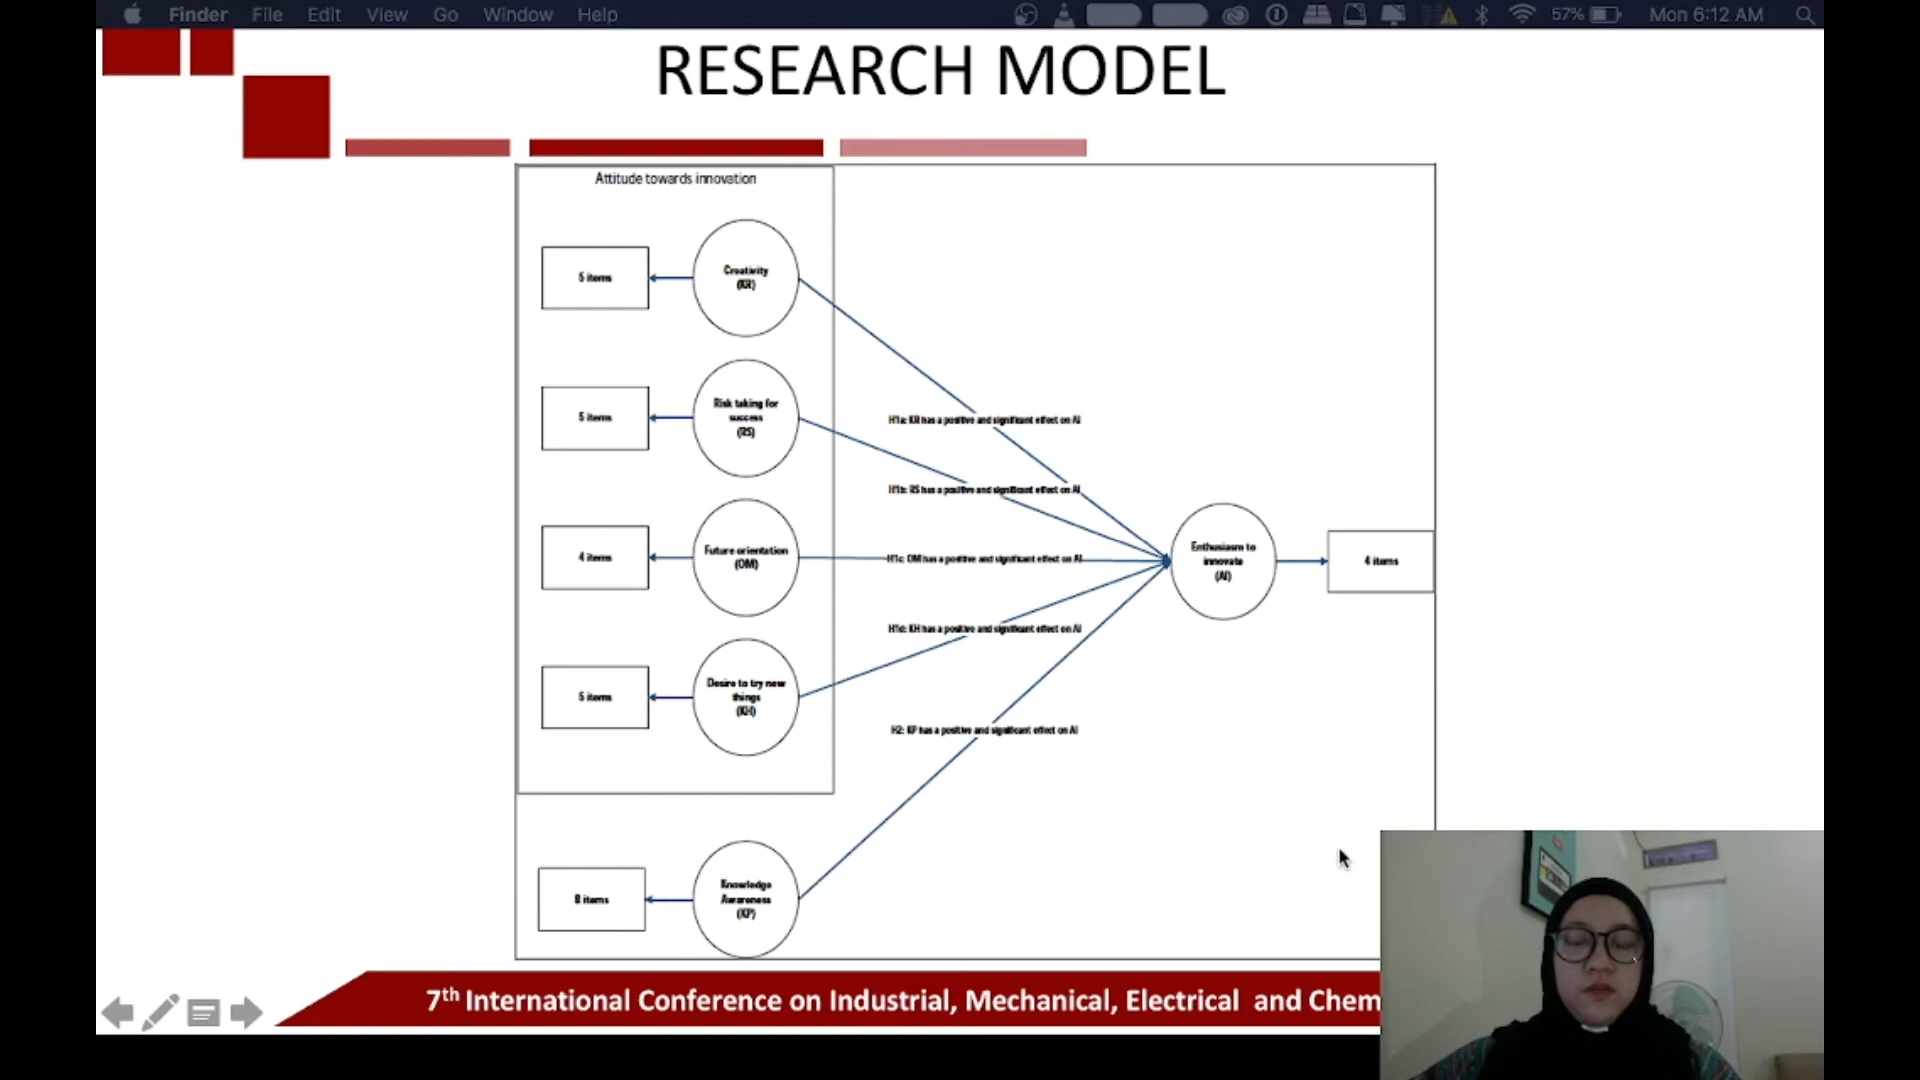 Finder File Edit View Go Window Help 57% Mon 6:12 AM
RESEARCH MODEL
Attitude towards innovation
5 items
Creativity
(KR)
5 items
Risk taking for
success
(RS)
4 items
Future orientation
(OM)
5 items
Desire to try new
things
(KH)
8 items
Knowledge
Awareness
(KP)
H1a: KR has a positive and significant effect on AI
H1b: RS has a positive and significant effect on AI
H1c: OM has a positive and significant effect on AI
H1d: KH has a positive and significant effect on AI
H2: KP has a positive and significant effect on AI
Enthusiasm to
innovate
(AI)
4 items
7th International Conference on Industrial, Mechanical, Electrical and Chem